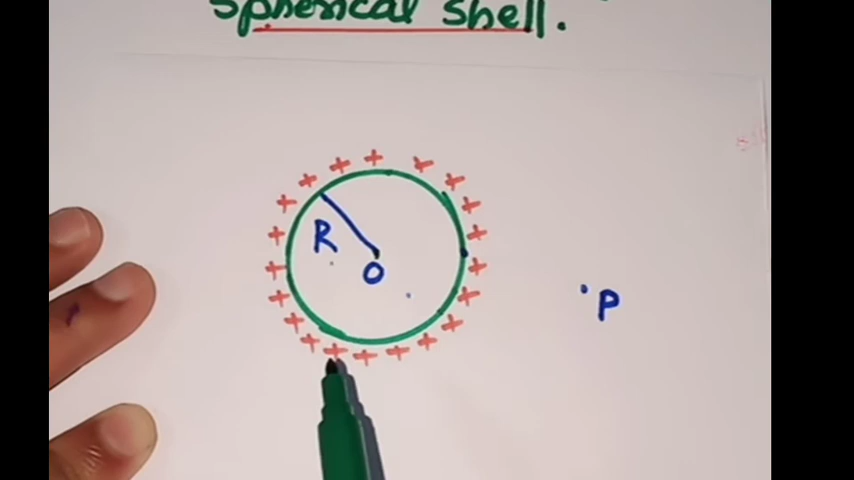 Spherical Shell.
+ + + + + + + + + + + + + + + + + + + + + +
R
O
P